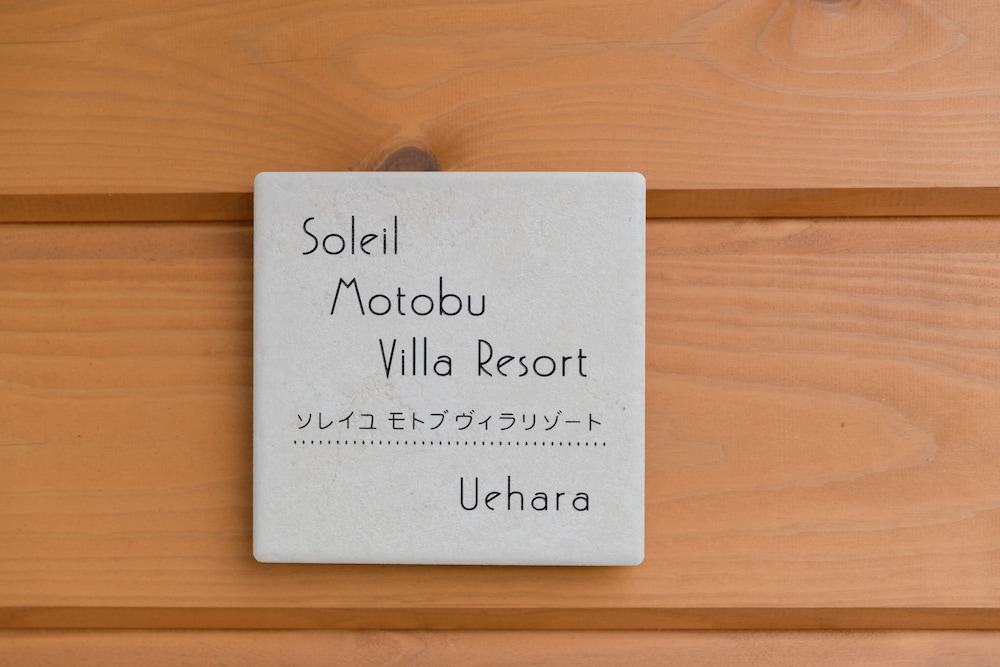 Soleil
Motobu
Villa Resort
ソレイユ モトブ ヴィラリゾート
Uehara